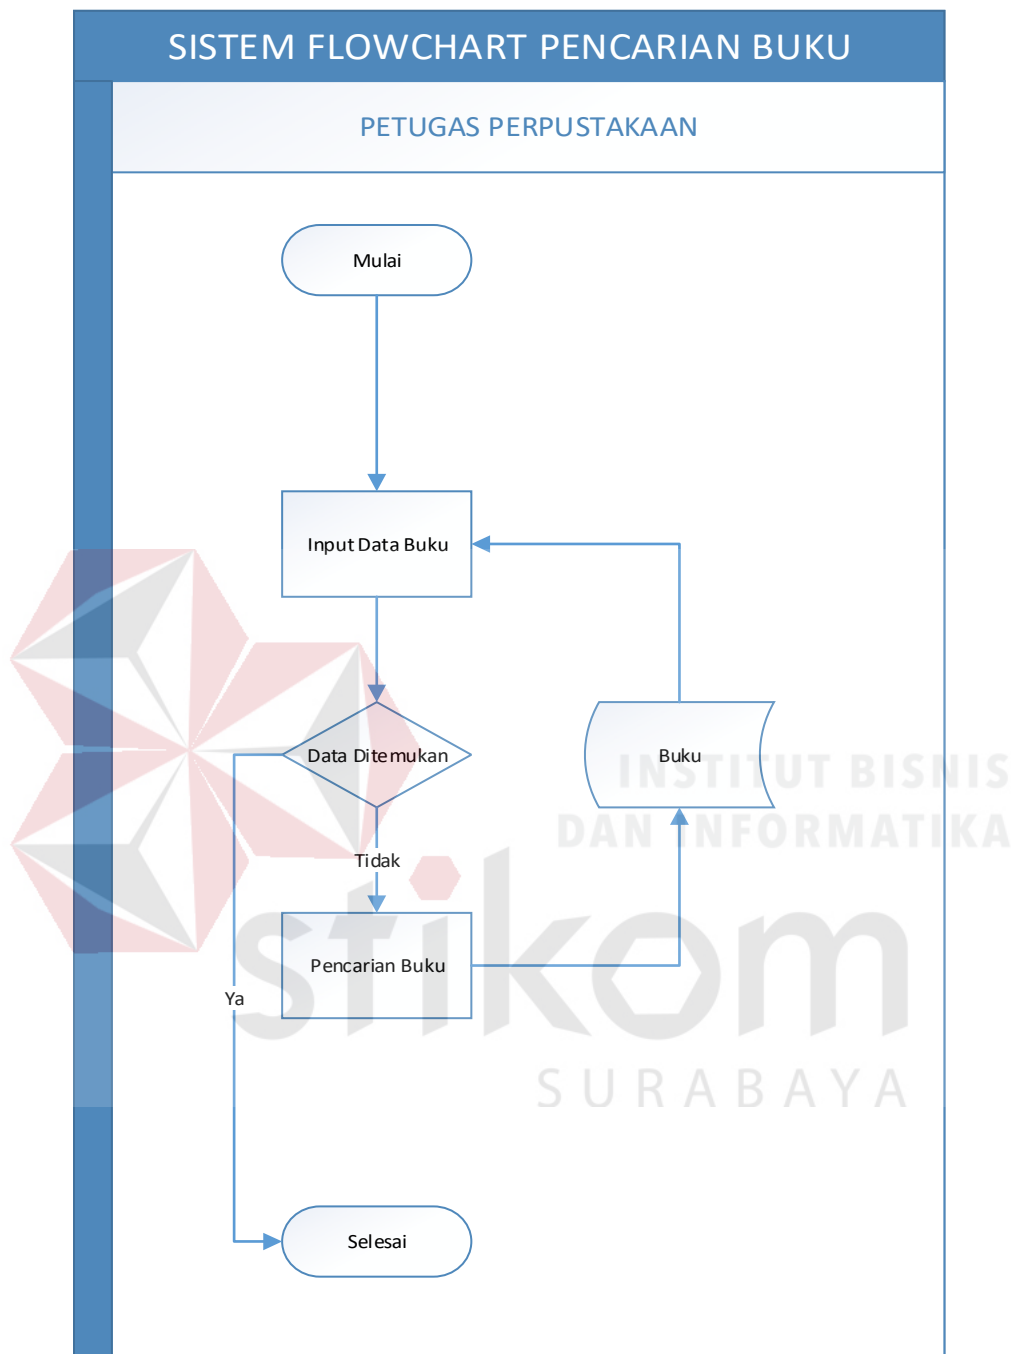 SISTEM FLOWCHART PENCARIAN BUKU
PETUGAS PERPUSTAKAAN
Mulai
Input Data Buku
Data Ditemukan
Buku
INSTITUT BISNIS
DAN INFORMATIKA
Tidak
stikom
Pencarian Buku
Ya
SURABAYA
Selesai